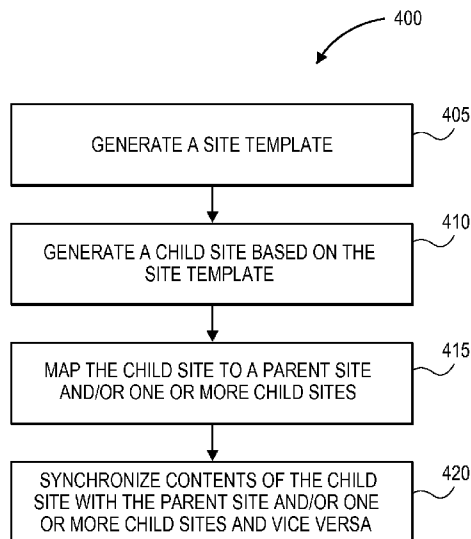 400
405
GENERATE A SITE TEMPLATE
410
GENERATE A CHILD SITE BASED ON THE
SITE TEMPLATE
415
MAP THE CHILD SITE TO A PARENT SITE
AND/OR ONE OR MORE CHILD SITES
420
SYNCHRONIZE CONTENTS OF THE CHILD
SITE WITH THE PARENT SITE AND/OR ONE
OR MORE CHILD SITES AND VICE VERSA